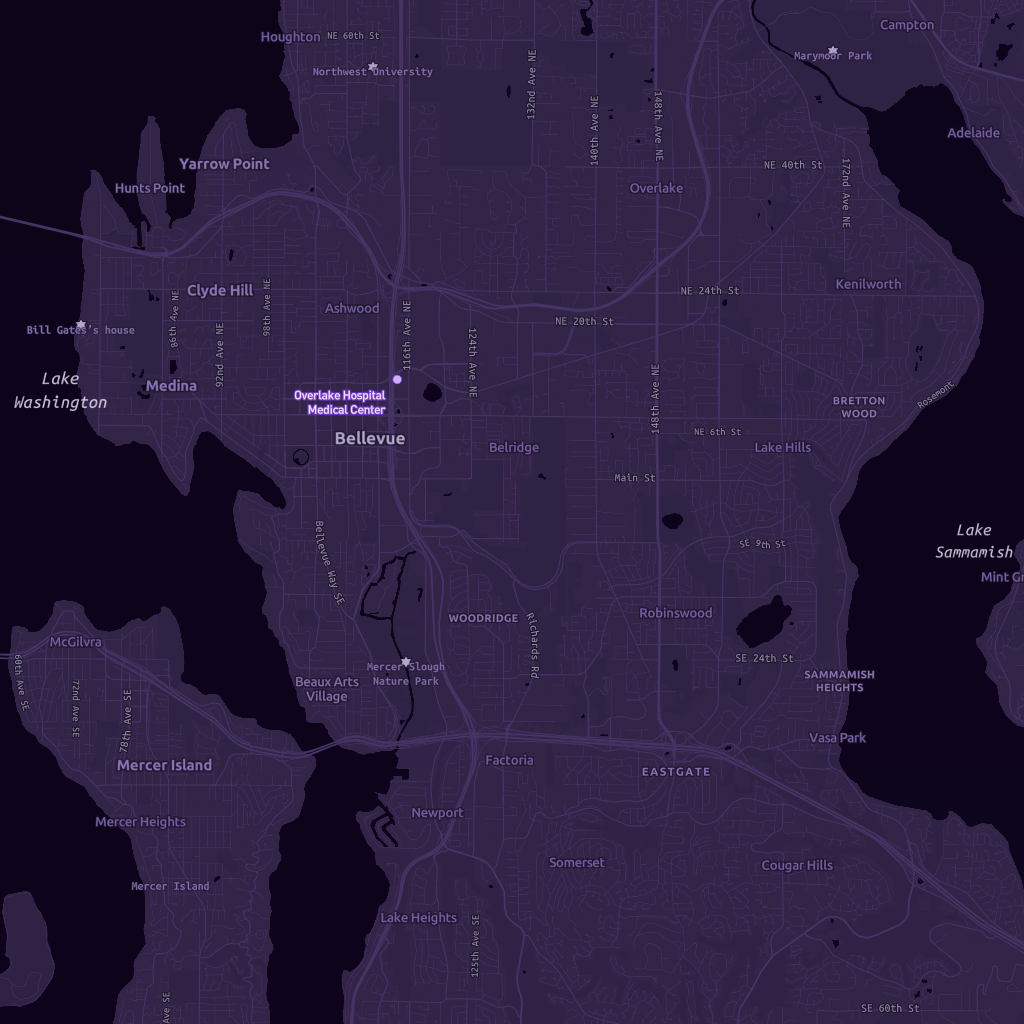 Campton
Houghton
NE 60th St
Marymoor Park
Northwest University
132nd Ave NE
140th Ave NE
148th Ave NE
Adelaide
Yarrow Point
NE 40th St
172nd Ave NE
Hunts Point
Overlake
Clyde Hill
Kenilworth
NE 24th St
Ashwood
86th Ave NE
98th Ave NE
92nd Ave NE
116th Ave NE
NE 20th St
Bill Gates's house
124th Ave NE
Lake
Washington
Medina
Overlake Hospital
Medical Center
148th Ave NE
Rosemont
BRETTON
WOOD
Bellevue
NE 6th St
Belridge
Lake Hills
Main St
Lake
Sammamish
SE 9th St
Bellevue Way SE
Mint Gr
Robinswood
WOODRIDGE
Richards Rd
McGilvra
SE 24th St
Mercer Slough
Nature Park
68th Ave SE
72nd Ave SE
78th Ave SE
Beaux Arts
Village
SAMMAMISH
HEIGHTS
Vasa Park
Mercer Island
Factoria
EASTGATE
Newport
Mercer Heights
Somerset
Cougar Hills
Mercer Island
Lake Heights
125th Ave SE
Ave SE
SE 60th St